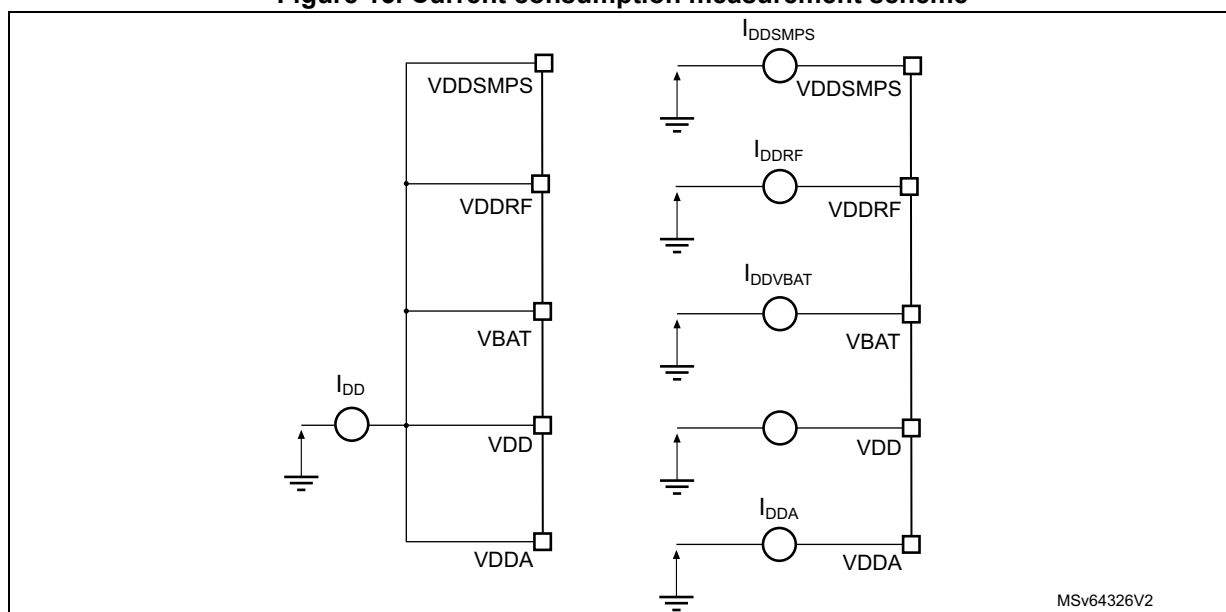 Figure 15. Current consumption measurement scheme
VDDSMPS
VDDRF
VBAT
IDD
VDD
VDDA
IDDSMPS
VDDSMPS
IDDRF
VDDRF
IDDVBAT
VBAT
VDD
IDDA
VDDA
MSv64326V2